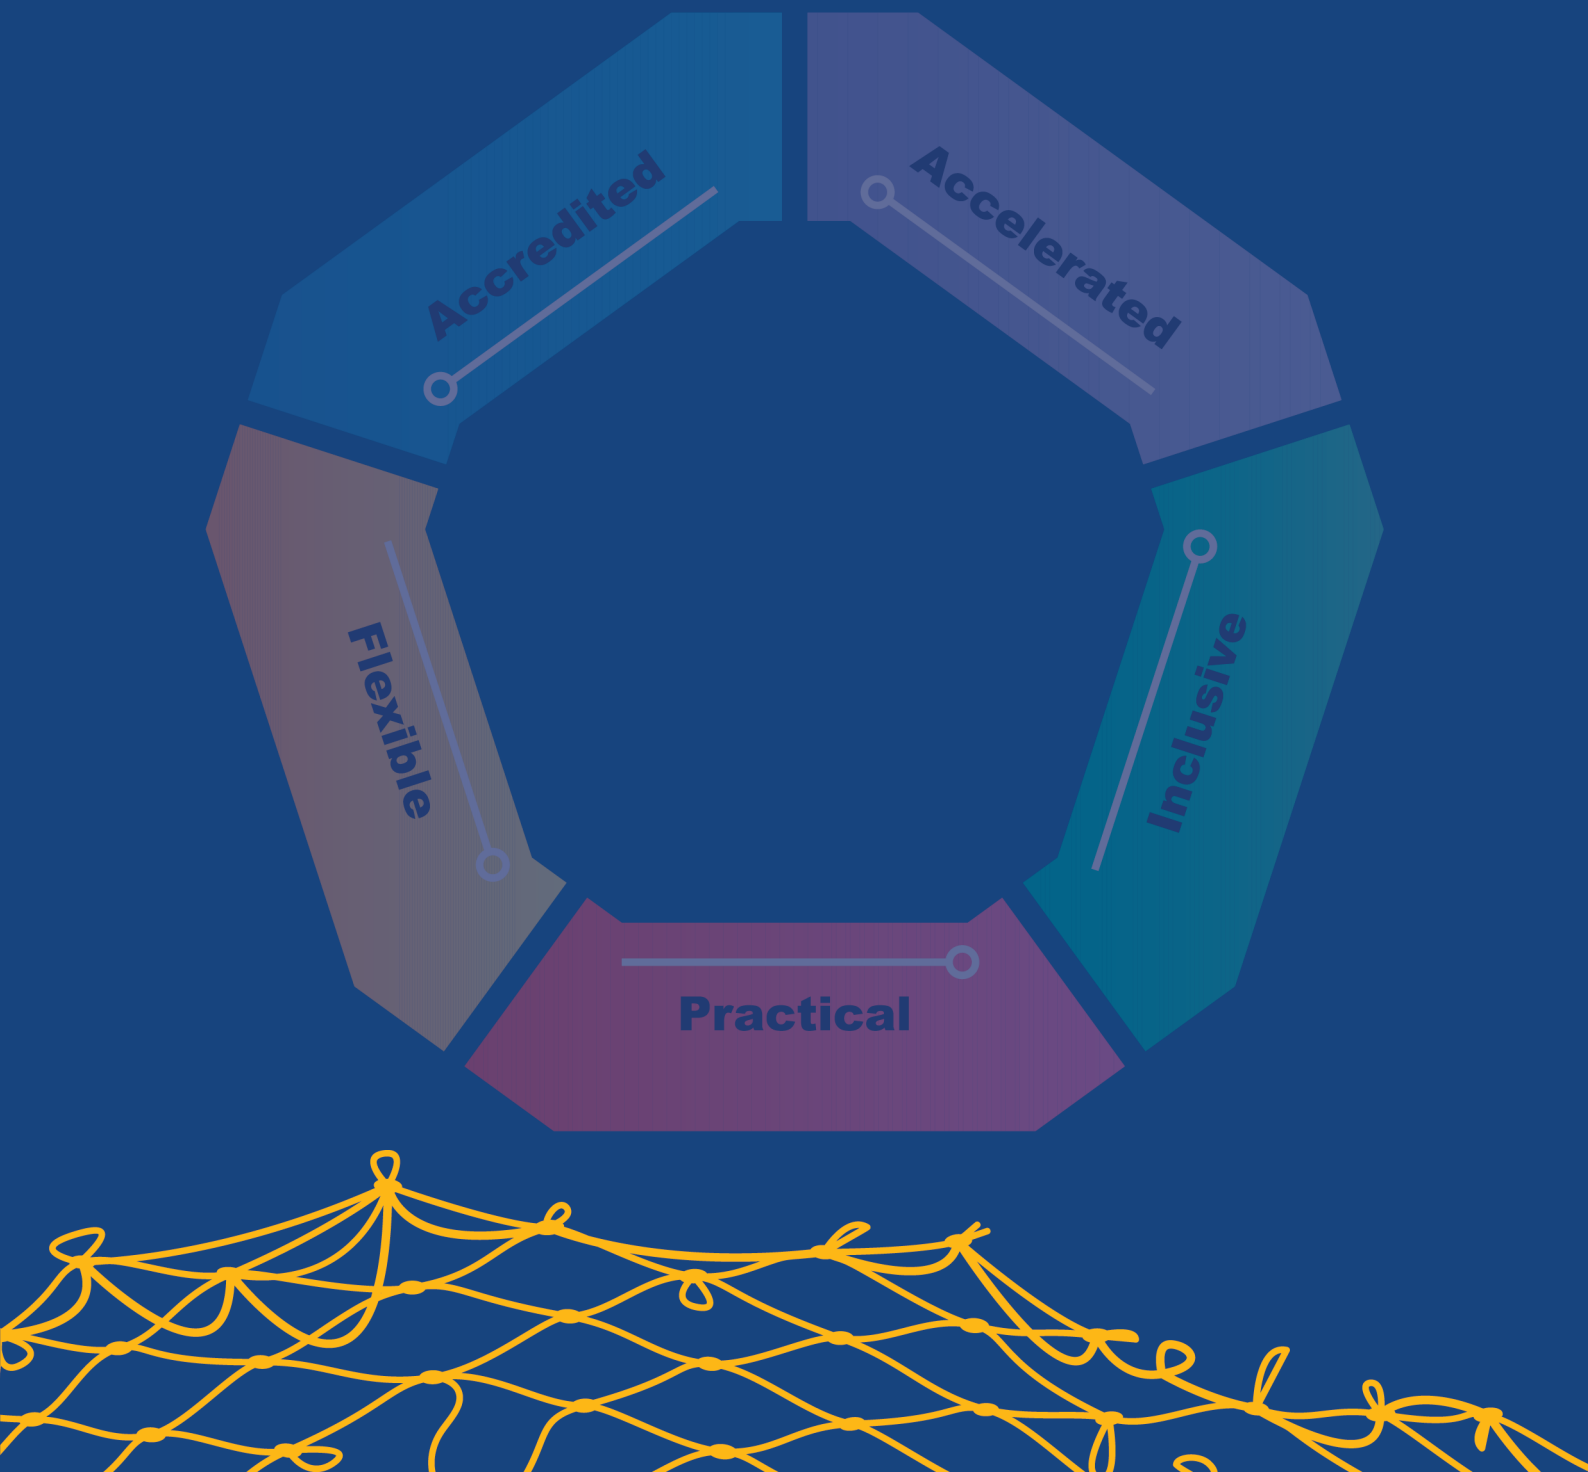 Accredited
Accelerated
Inclusive
Practical
Flexible